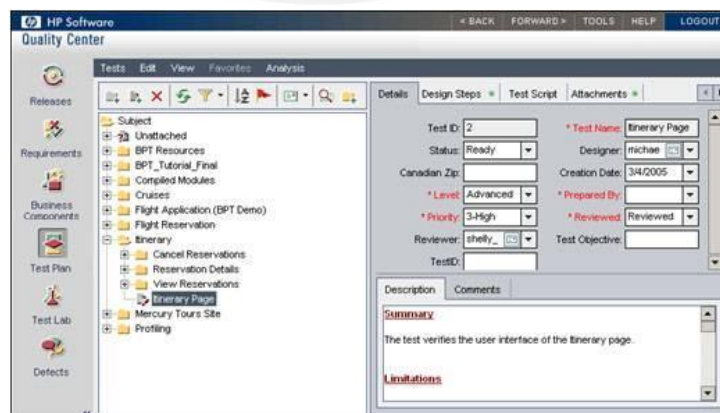 HP Software
< BACK FORWARD > TOOLS HELP LOGOUT
Quality Center
Tests Edit View Favorites Analysis
Releases
Requirements
Business Components
Test Plan
Test Lab
Defects
Subject
Unattached
BPT Resources
BPT_Tutorial_Final
Compiled Modules
Cruises
Flight Application (BPT Demo)
Flight Reservation
Itinerary
Cancel Reservations
Reservation Details
View Reservations
Itinerary Page
Mercury Tours Site
Profiling
Details Design Steps Test Script Attachments
Test ID: 2 * Test Name: Itinerary Page
Status: Ready Designer: michae
Canadian Zip: Creation Date: 3/4/2005
* Level: Advanced * Prepared By:
* Priority: 3-High * Reviewed: Reviewed
Reviewer: shelly_ Test Objective:
TestID:
Description Comments
Summary
The test verifies the user interface of the Itinerary page.
Limitations